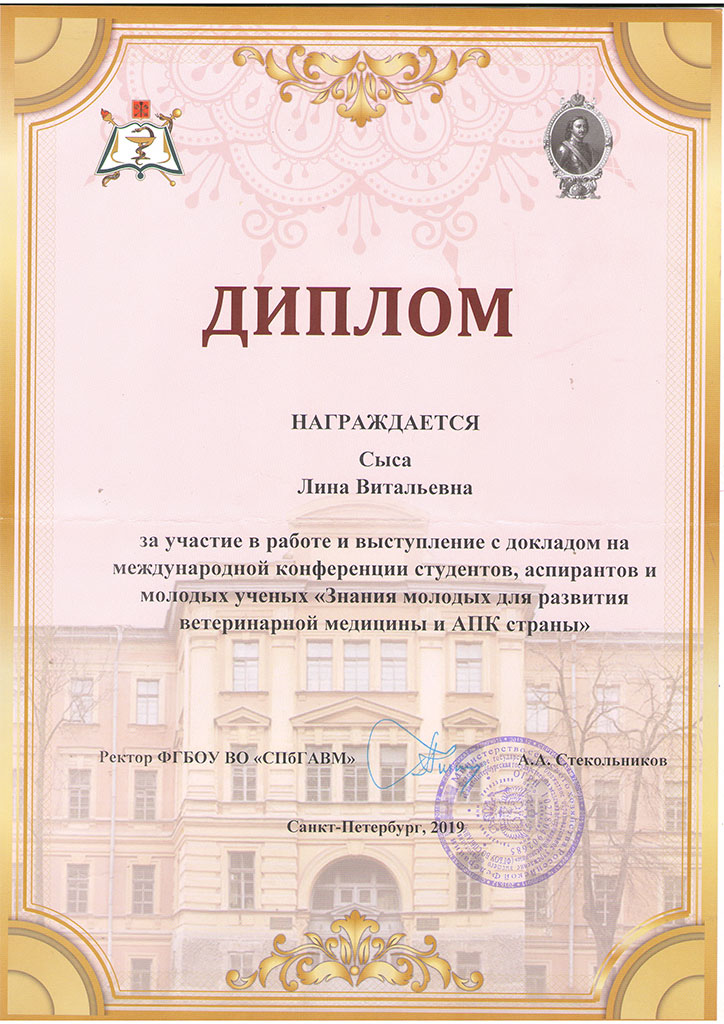 ДИПЛОМ
НАГРАЖДАЕТСЯ
Сыса
Лина Витальевна
за участие в работе и выступление с докладом на
международной конференции студентов, аспирантов и
молодых ученых «Знания молодых для развития
ветеринарной медицины и АПК страны»
Ректор ФГБОУ ВО «СПбГАВМ»
А.А. Стекольников
Санкт-Петербург, 2019